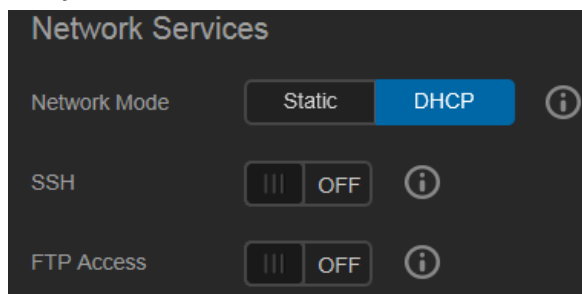 Network Services
Network Mode Static DHCP
SSH OFF
FTP Access OFF